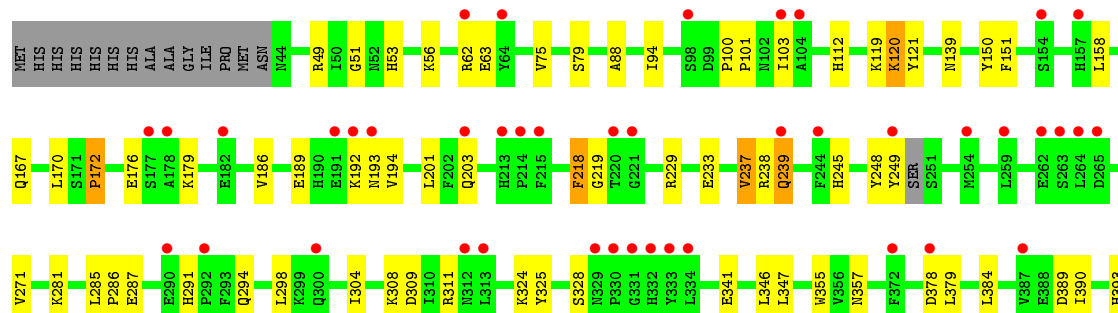 MET HIS HIS HIS HIS HIS HIS ALA ALA GLY ILE PRO MET ASN N44 R49 I50 G51 N52 H53 K56 R62 E63 Y64 V75 S79 A88 I94 S98 D99 P100 P101 N102 I103 A104 H112 K119 K120 Y121 N139 Y150 F151 S154 H157 L158
Q167 L170 S171 P172 E176 S177 A178 K179 E182 V186 E189 H190 E191 K192 N193 V194 L201 F202 Q203 H213 P214 F215 F218 G219 T220 G221 R229 E233 V237 R238 Q239 F244 H245 Y248 Y249 SER S251 M254 L259 E262 S263 L264 D265
V271 K281 L285 P286 E287 E290 H291 P292 F293 Q294 L298 K299 Q300 I304 K308 D309 I310 R311 N312 L313 K324 Y325 S328 N329 P330 G331 H332 Y333 L334 E341 L346 L347 W355 V356 N357 F372 D378 L379 L384 V387 E388 D389 I390